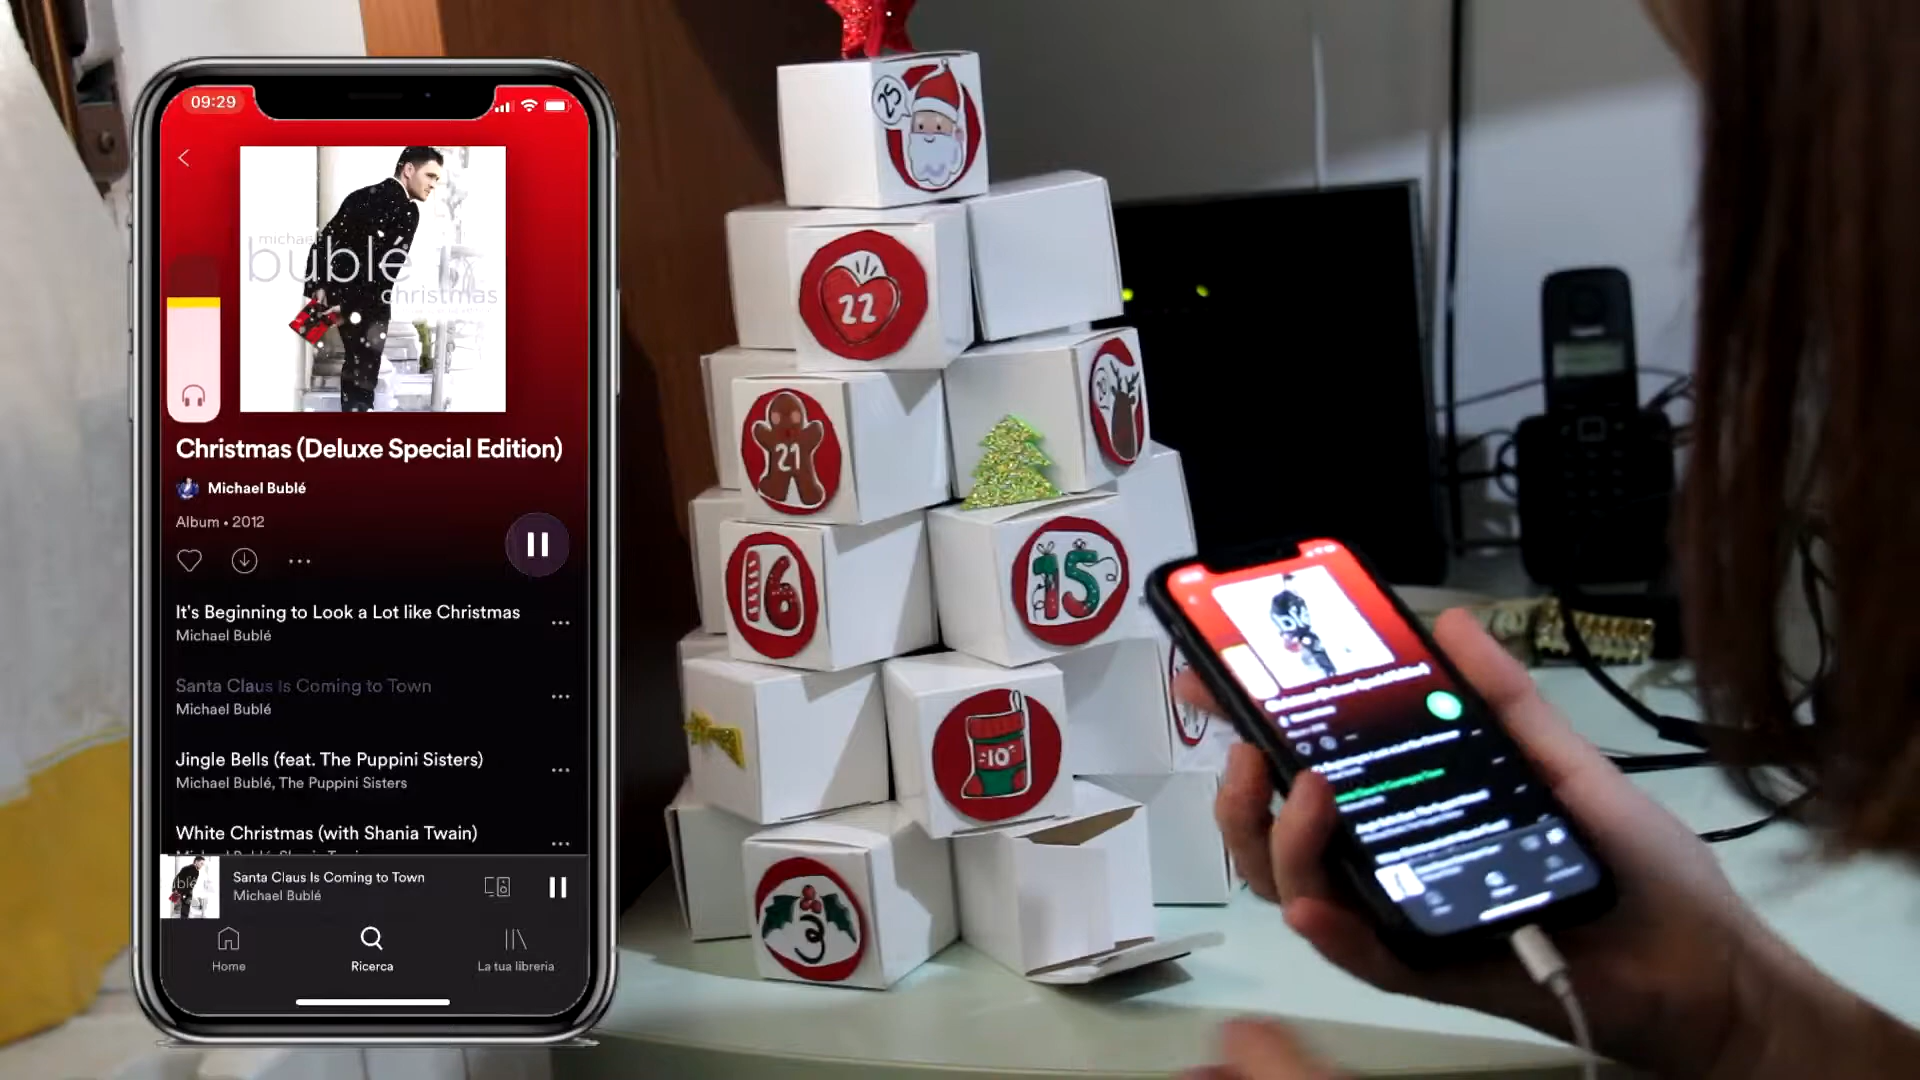 09:29
michael
bublé
christmas
Christmas (Deluxe Special Edition)
Michael Bublé
Album • 2012
It's Beginning to Look a Lot like Christmas
Michael Bublé
Santa Claus Is Coming to Town
Michael Bublé
Jingle Bells (feat. The Puppini Sisters)
Michael Bublé, The Puppini Sisters
White Christmas (with Shania Twain)
Santa Claus Is Coming to Town
Michael Bublé
Home
Ricerca
La tua libreria
25
22
21
20
16
15
10
3